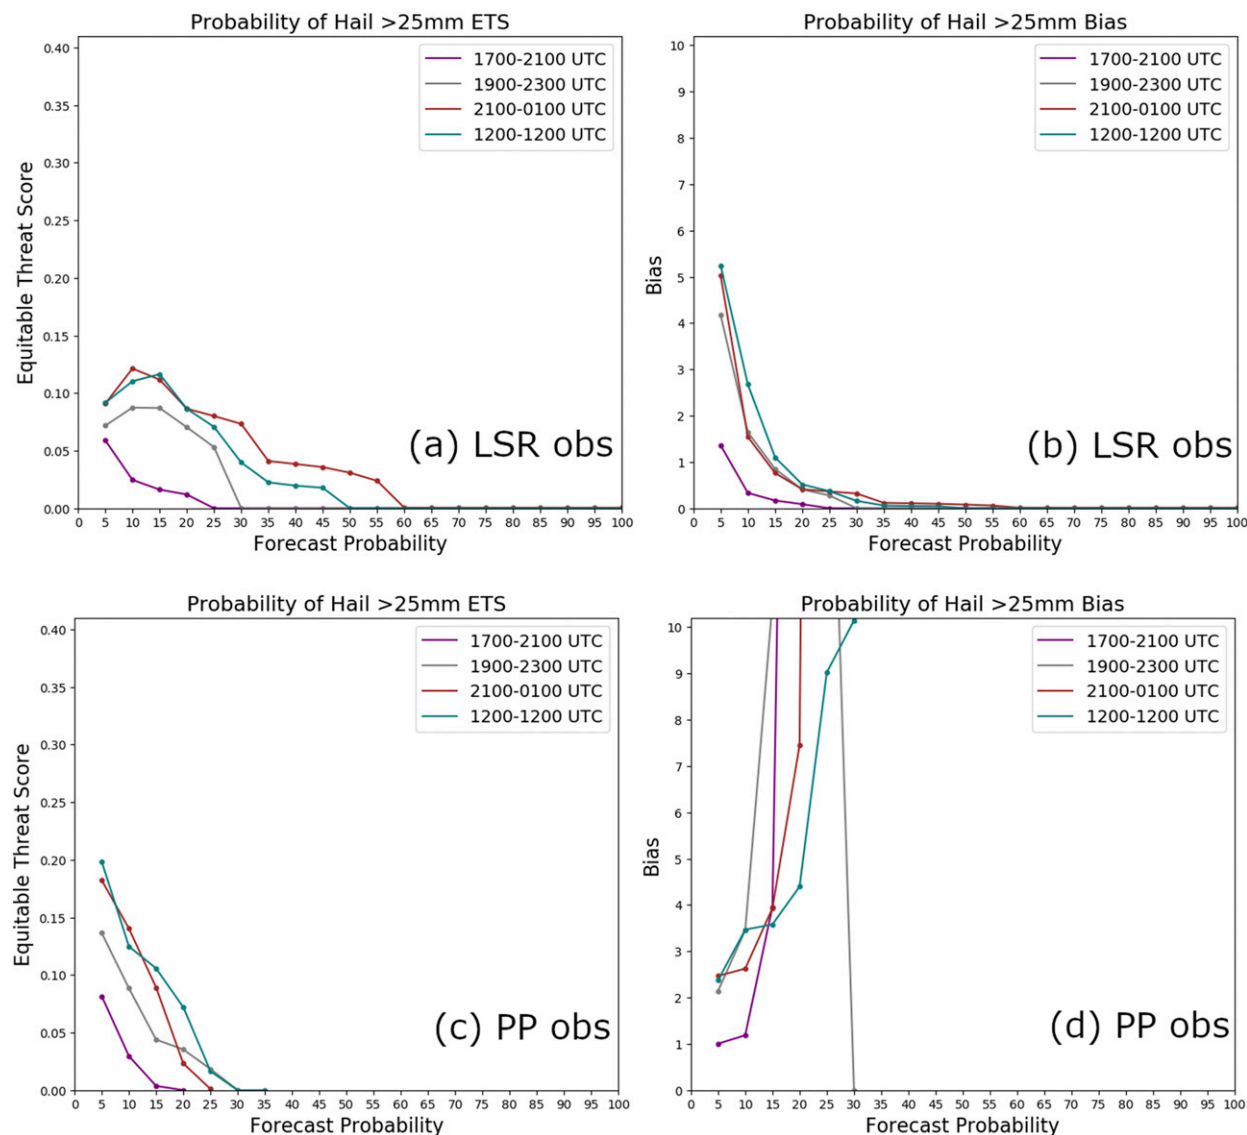 Probability of Hail >25mm ETS
0.40
0.35
0.30
0.25
0.20
0.15
0.10
0.05
0.00
Equitable Threat Score
1700-2100 UTC
1900-2300 UTC
2100-0100 UTC
1200-1200 UTC
(a) LSR obs
0 5 10 15 20 25 30 35 40 45 50 55 60 65 70 75 80 85 90 95 100
Forecast Probability
Probability of Hail >25mm Bias
10
9
8
7
6
5
4
3
2
1
0
Bias
1700-2100 UTC
1900-2300 UTC
2100-0100 UTC
1200-1200 UTC
(b) LSR obs
0 5 10 15 20 25 30 35 40 45 50 55 60 65 70 75 80 85 90 95 100
Forecast Probability
Probability of Hail >25mm ETS
0.40
0.35
0.30
0.25
0.20
0.15
0.10
0.05
0.00
Equitable Threat Score
1700-2100 UTC
1900-2300 UTC
2100-0100 UTC
1200-1200 UTC
(c) PP obs
0 5 10 15 20 25 30 35 40 45 50 55 60 65 70 75 80 85 90 95 100
Forecast Probability
Probability of Hail >25mm Bias
10
9
8
7
6
5
4
3
2
1
0
Bias
1700-2100 UTC
1900-2300 UTC
2100-0100 UTC
1200-1200 UTC
(d) PP obs
0 5 10 15 20 25 30 35 40 45 50 55 60 65 70 75 80 85 90 95 100
Forecast Probability